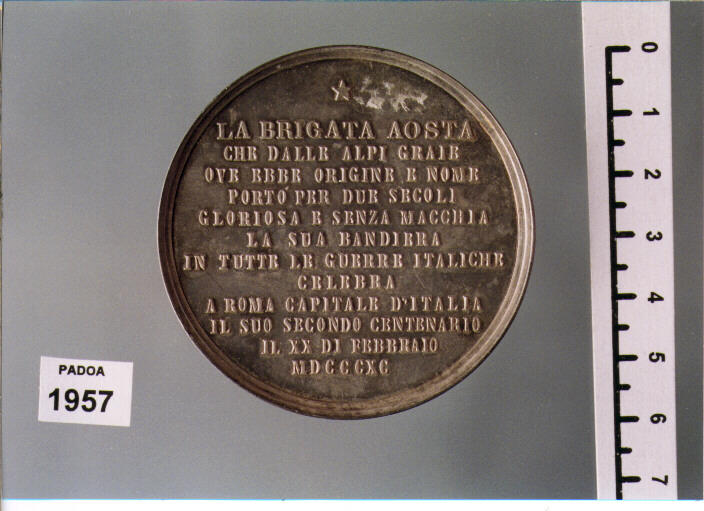 LA BRIGATA AOSTA
CHE DALLE ALPI GRAIE
OVE EBBE ORIGINE E NOME
PORTÒ PER DUE SECOLI
GLORIOSA E SENZA MACCHIA
LA SUA BANDIERA
IN TUTTE LE GUERRE ITALICHE
CELEBRA
A ROMA CAPITALE D'ITALIA
IL SUO SECONDO CENTENARIO
IL XX DI FEBBRAIO
MDCCCXC
PADOA
1957
0
1
2
3
4
5
6
7